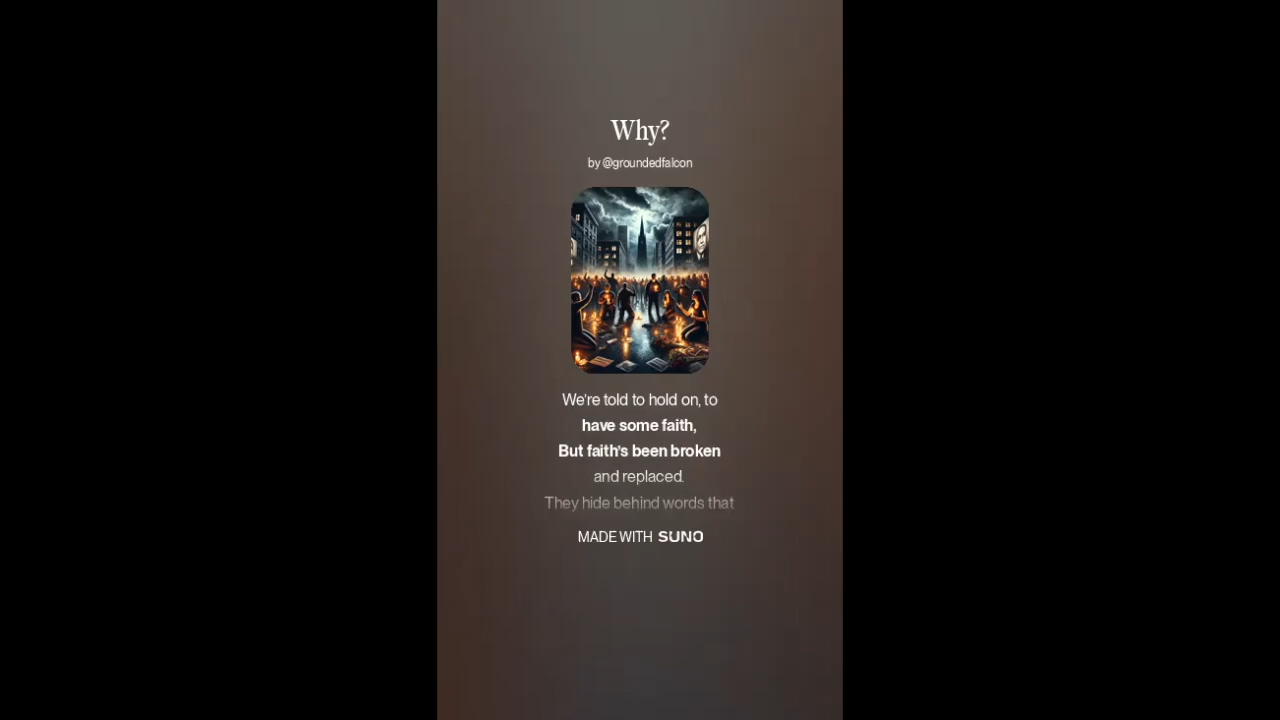 Why?
by @groundedfalcon
We're told to hold on, to
have some faith,
But faith's been broken
and replaced.
They hide behind words that
MADE WITH SUNO